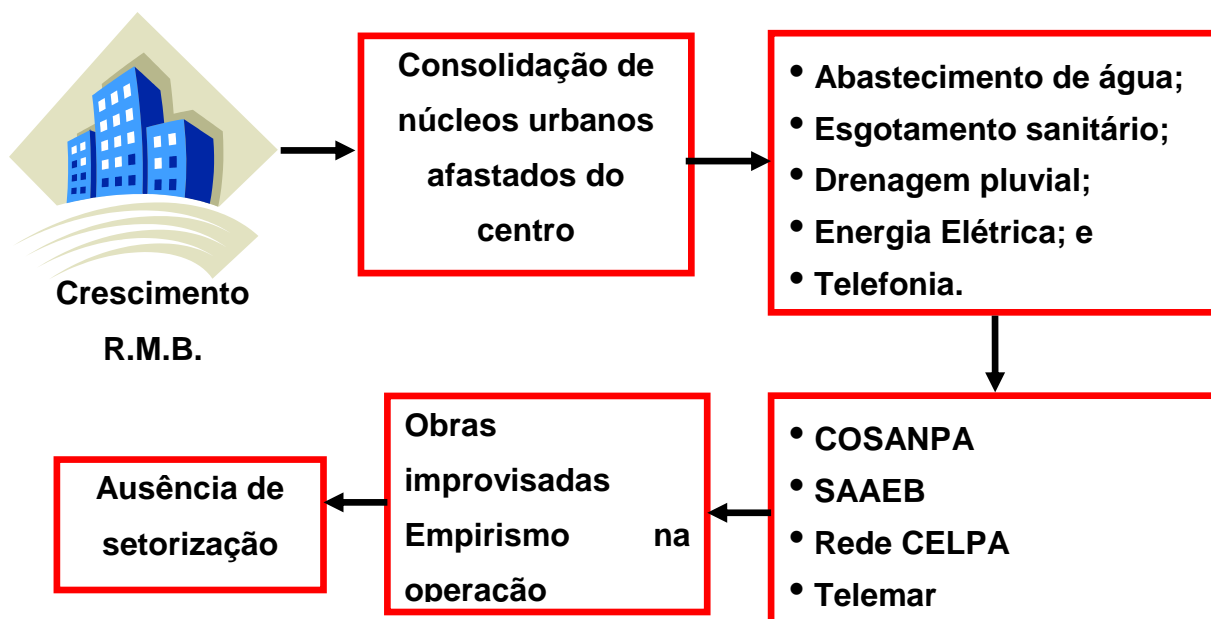 Crescimento
R.M.B.
Consolidação de
núcleos urbanos
afastados do
centro
• Abastecimento de água;
• Esgotamento sanitário;
• Drenagem pluvial;
• Energia Elétrica; e
• Telefonia.
• COSANPA
• SAAEB
• Rede CELPA
• Telemar
Obras
improvisadas
Empirismo na
operação
Ausência de
setorização